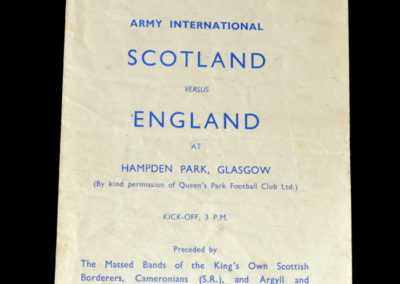 ARMY INTERNATIONAL
SCOTLAND
VERSUS
ENGLAND
AT
HAMPDEN PARK, GLASGOW
(By kind permission of Queen's Park Football Club Ltd.)
KICK-OFF, 3 P.M.
Preceded by
The Massed Bands of the King's Own Scottish
Borderers, Cameronians (S.R.), and Argyll and